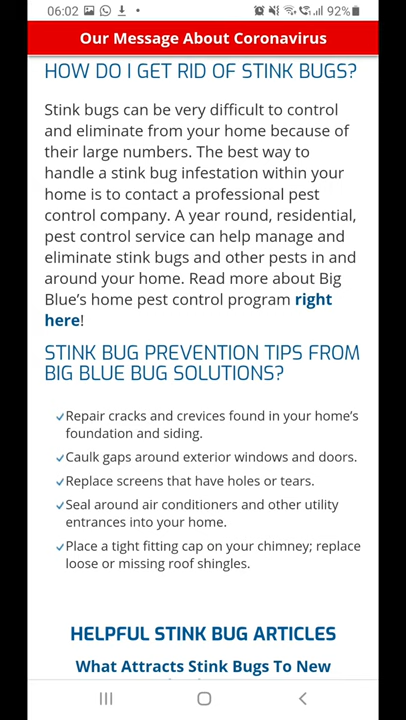 06:02
92%
Our Message About Coronavirus
HOW DO I GET RID OF STINK BUGS?
Stink bugs can be very difficult to control
and eliminate from your home because of
their large numbers. The best way to
handle a stink bug infestation within your
home is to contact a professional pest
control company. A year round, residential,
pest control service can help manage and
eliminate stink bugs and other pests in and
around your home. Read more about Big
Blue's home pest control program right
here!
STINK BUG PREVENTION TIPS FROM
BIG BLUE BUG SOLUTIONS?
Repair cracks and crevices found in your home's
foundation and siding.
Caulk gaps around exterior windows and doors.
Replace screens that have holes or tears.
Seal around air conditioners and other utility
entrances into your home.
Place a tight fitting cap on your chimney; replace
loose or missing roof shingles.
HELPFUL STINK BUG ARTICLES
What Attracts Stink Bugs To New